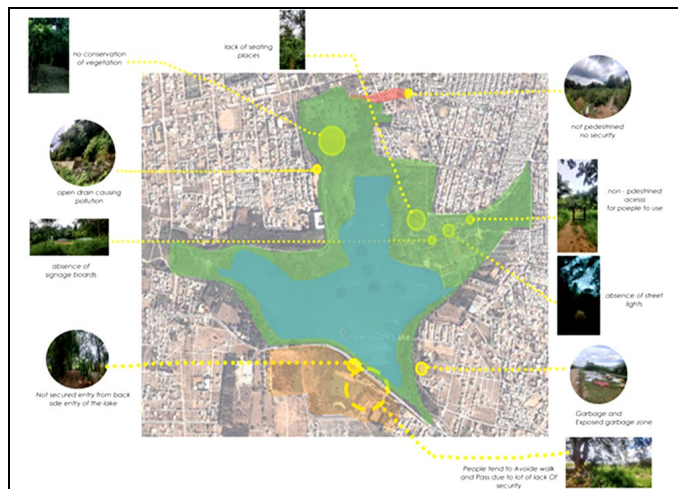 lack of seating
places
no conservation
of vegetation
not pedestrined
no security
open drain causing
pollution
non - pdestrined
acesss
for poeple to use
absence of
signage boards
absence of street
lights
Not secured entry from back
side entry of the lake
Garbage and
Exposed garbage zone
People tend to Avoide walk
and Pass due to lot of lack Of
security